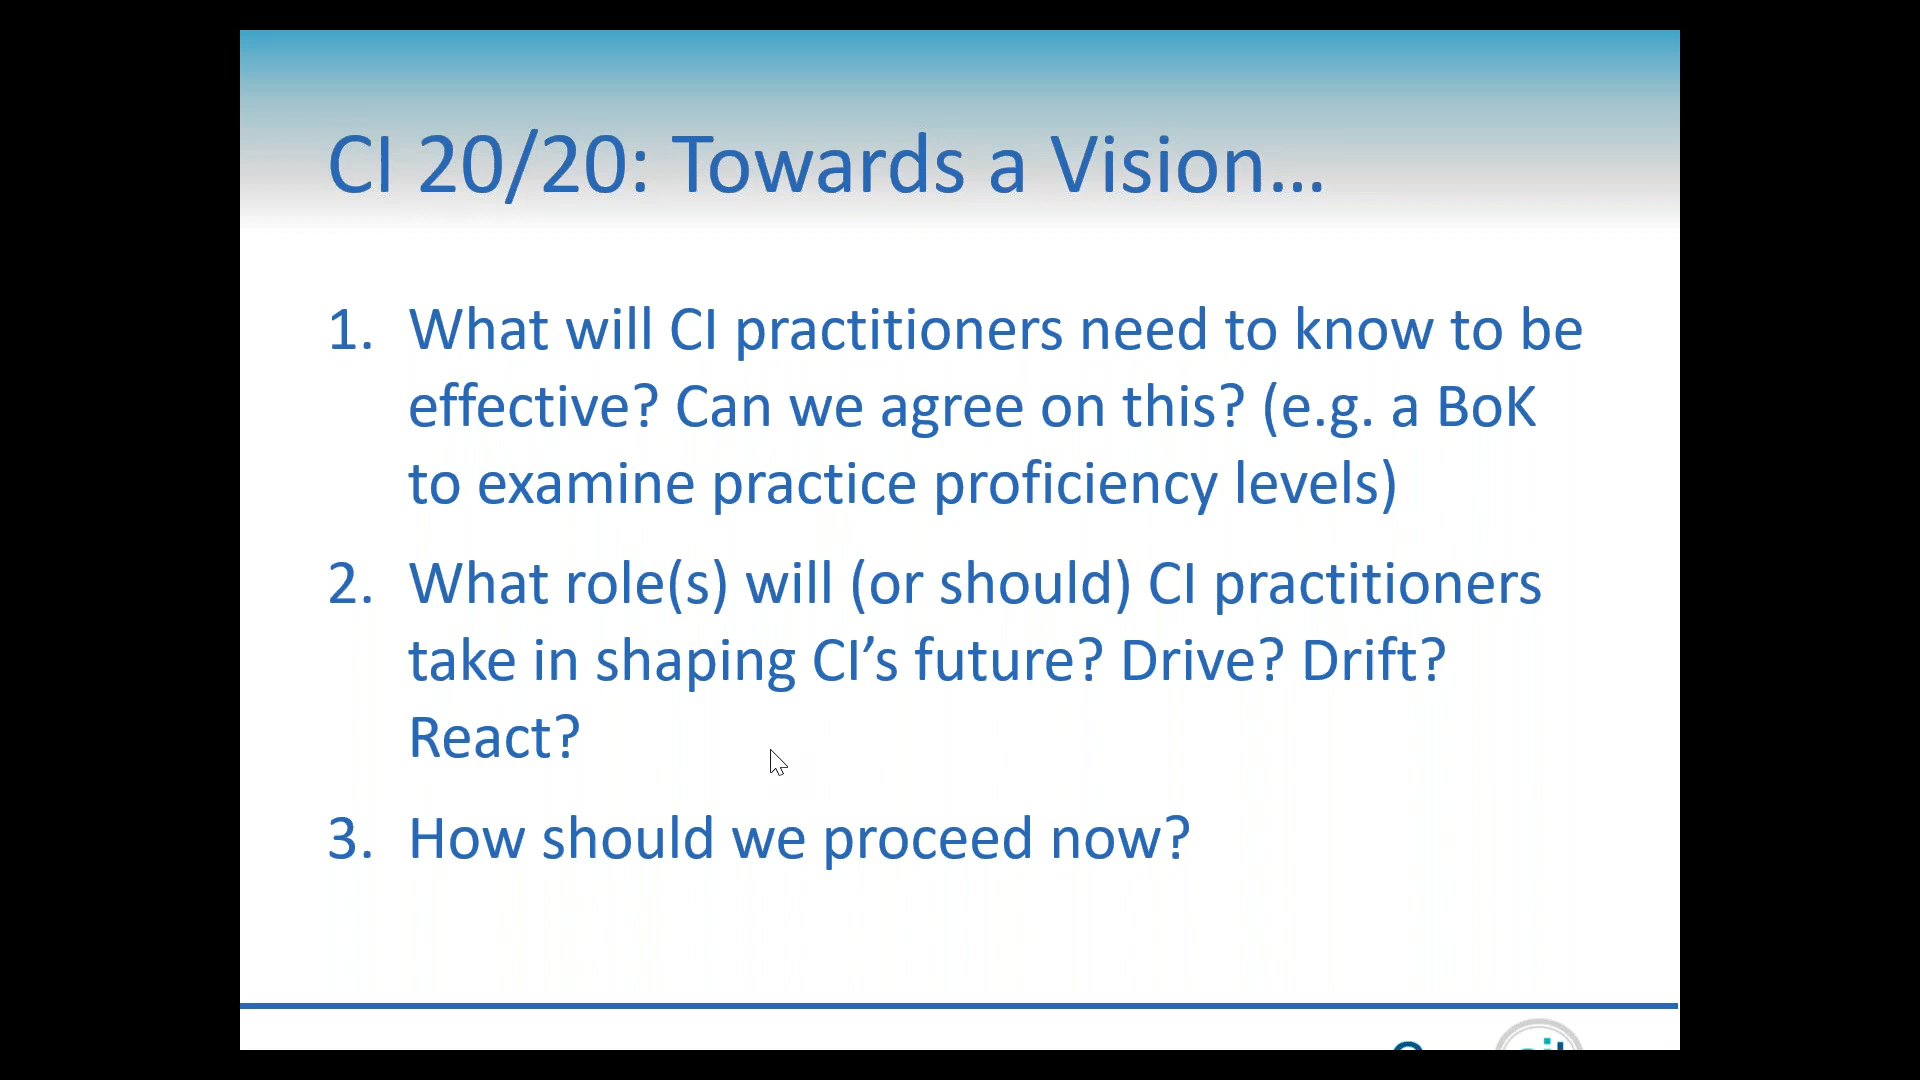 CI 20/20: Towards a Vision...
1. What will CI practitioners need to know to be
effective? Can we agree on this? (e.g. a BoK
to examine practice proficiency levels)
2. What role(s) will (or should) CI practitioners
take in shaping CI’s future? Drive? Drift?
React?
3. How should we proceed now?